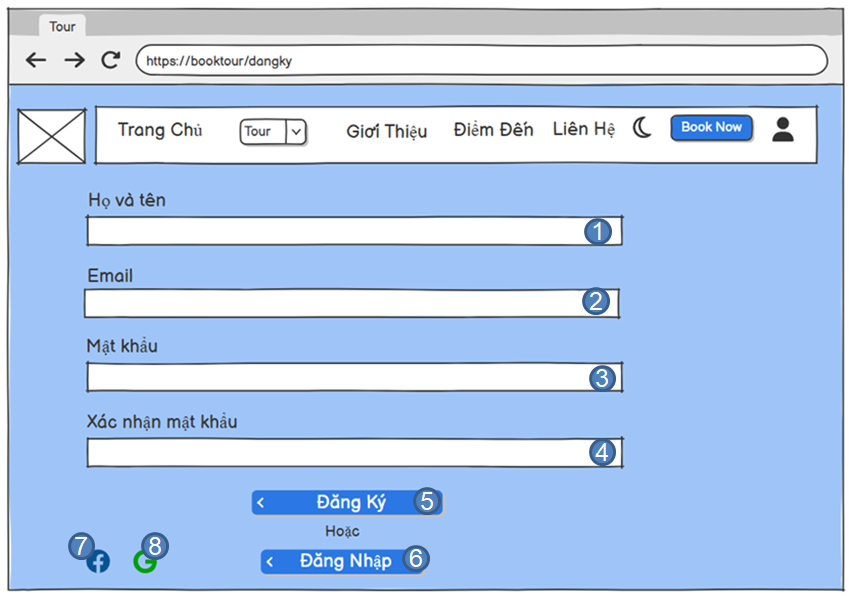 Tour
https://booktour/dangky
Trang Chủ Tour Giới Thiệu Điểm Đến Liên Hệ Book Now
Họ và tên
1
Email
2
Mật khẩu
3
Xác nhận mật khẩu
4
Đăng Ký 5
Hoặc
7 8 Đăng Nhập 6